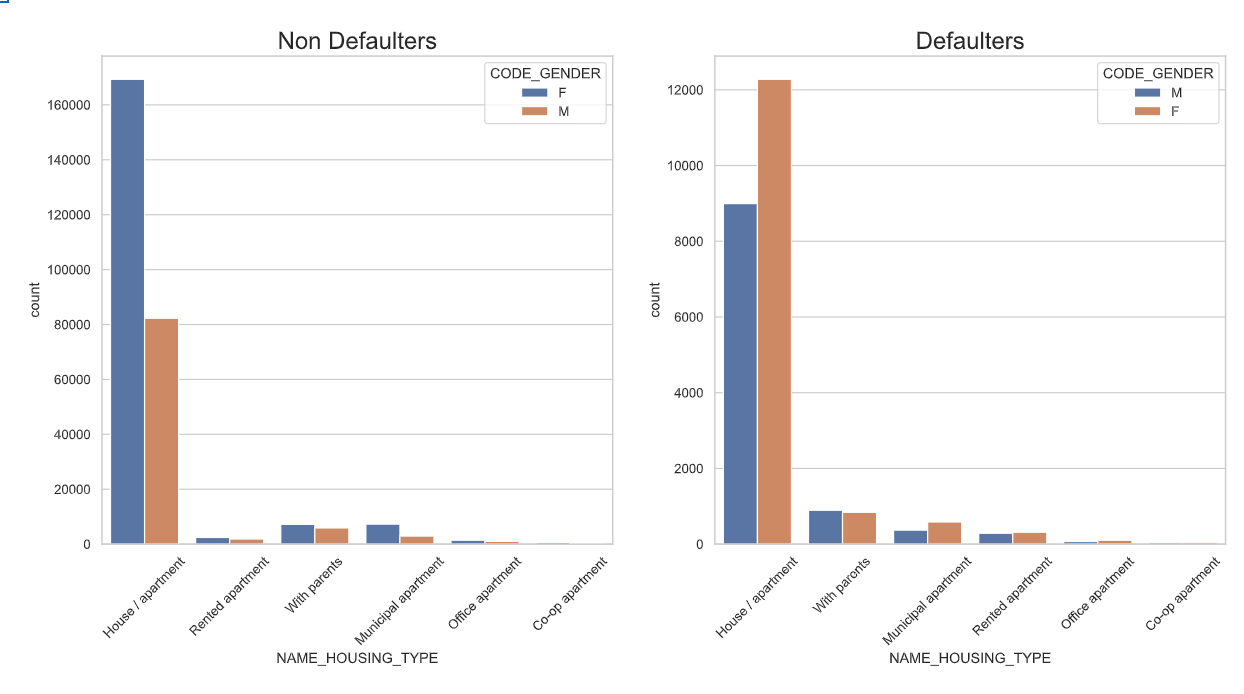 Non Defaulters
CODE_GENDER
F
M
160000
140000
120000
100000
80000
60000
40000
20000
0
count
House / apartment
Rented apartment
With parents
Municipal apartment
Office apartment
Co-op apartment
NAME_HOUSING_TYPE
Defaulters
CODE_GENDER
M
F
12000
10000
8000
6000
4000
2000
0
count
House / apartment
With parents
Municipal apartment
Rented apartment
Office apartment
Co-op apartment
NAME_HOUSING_TYPE